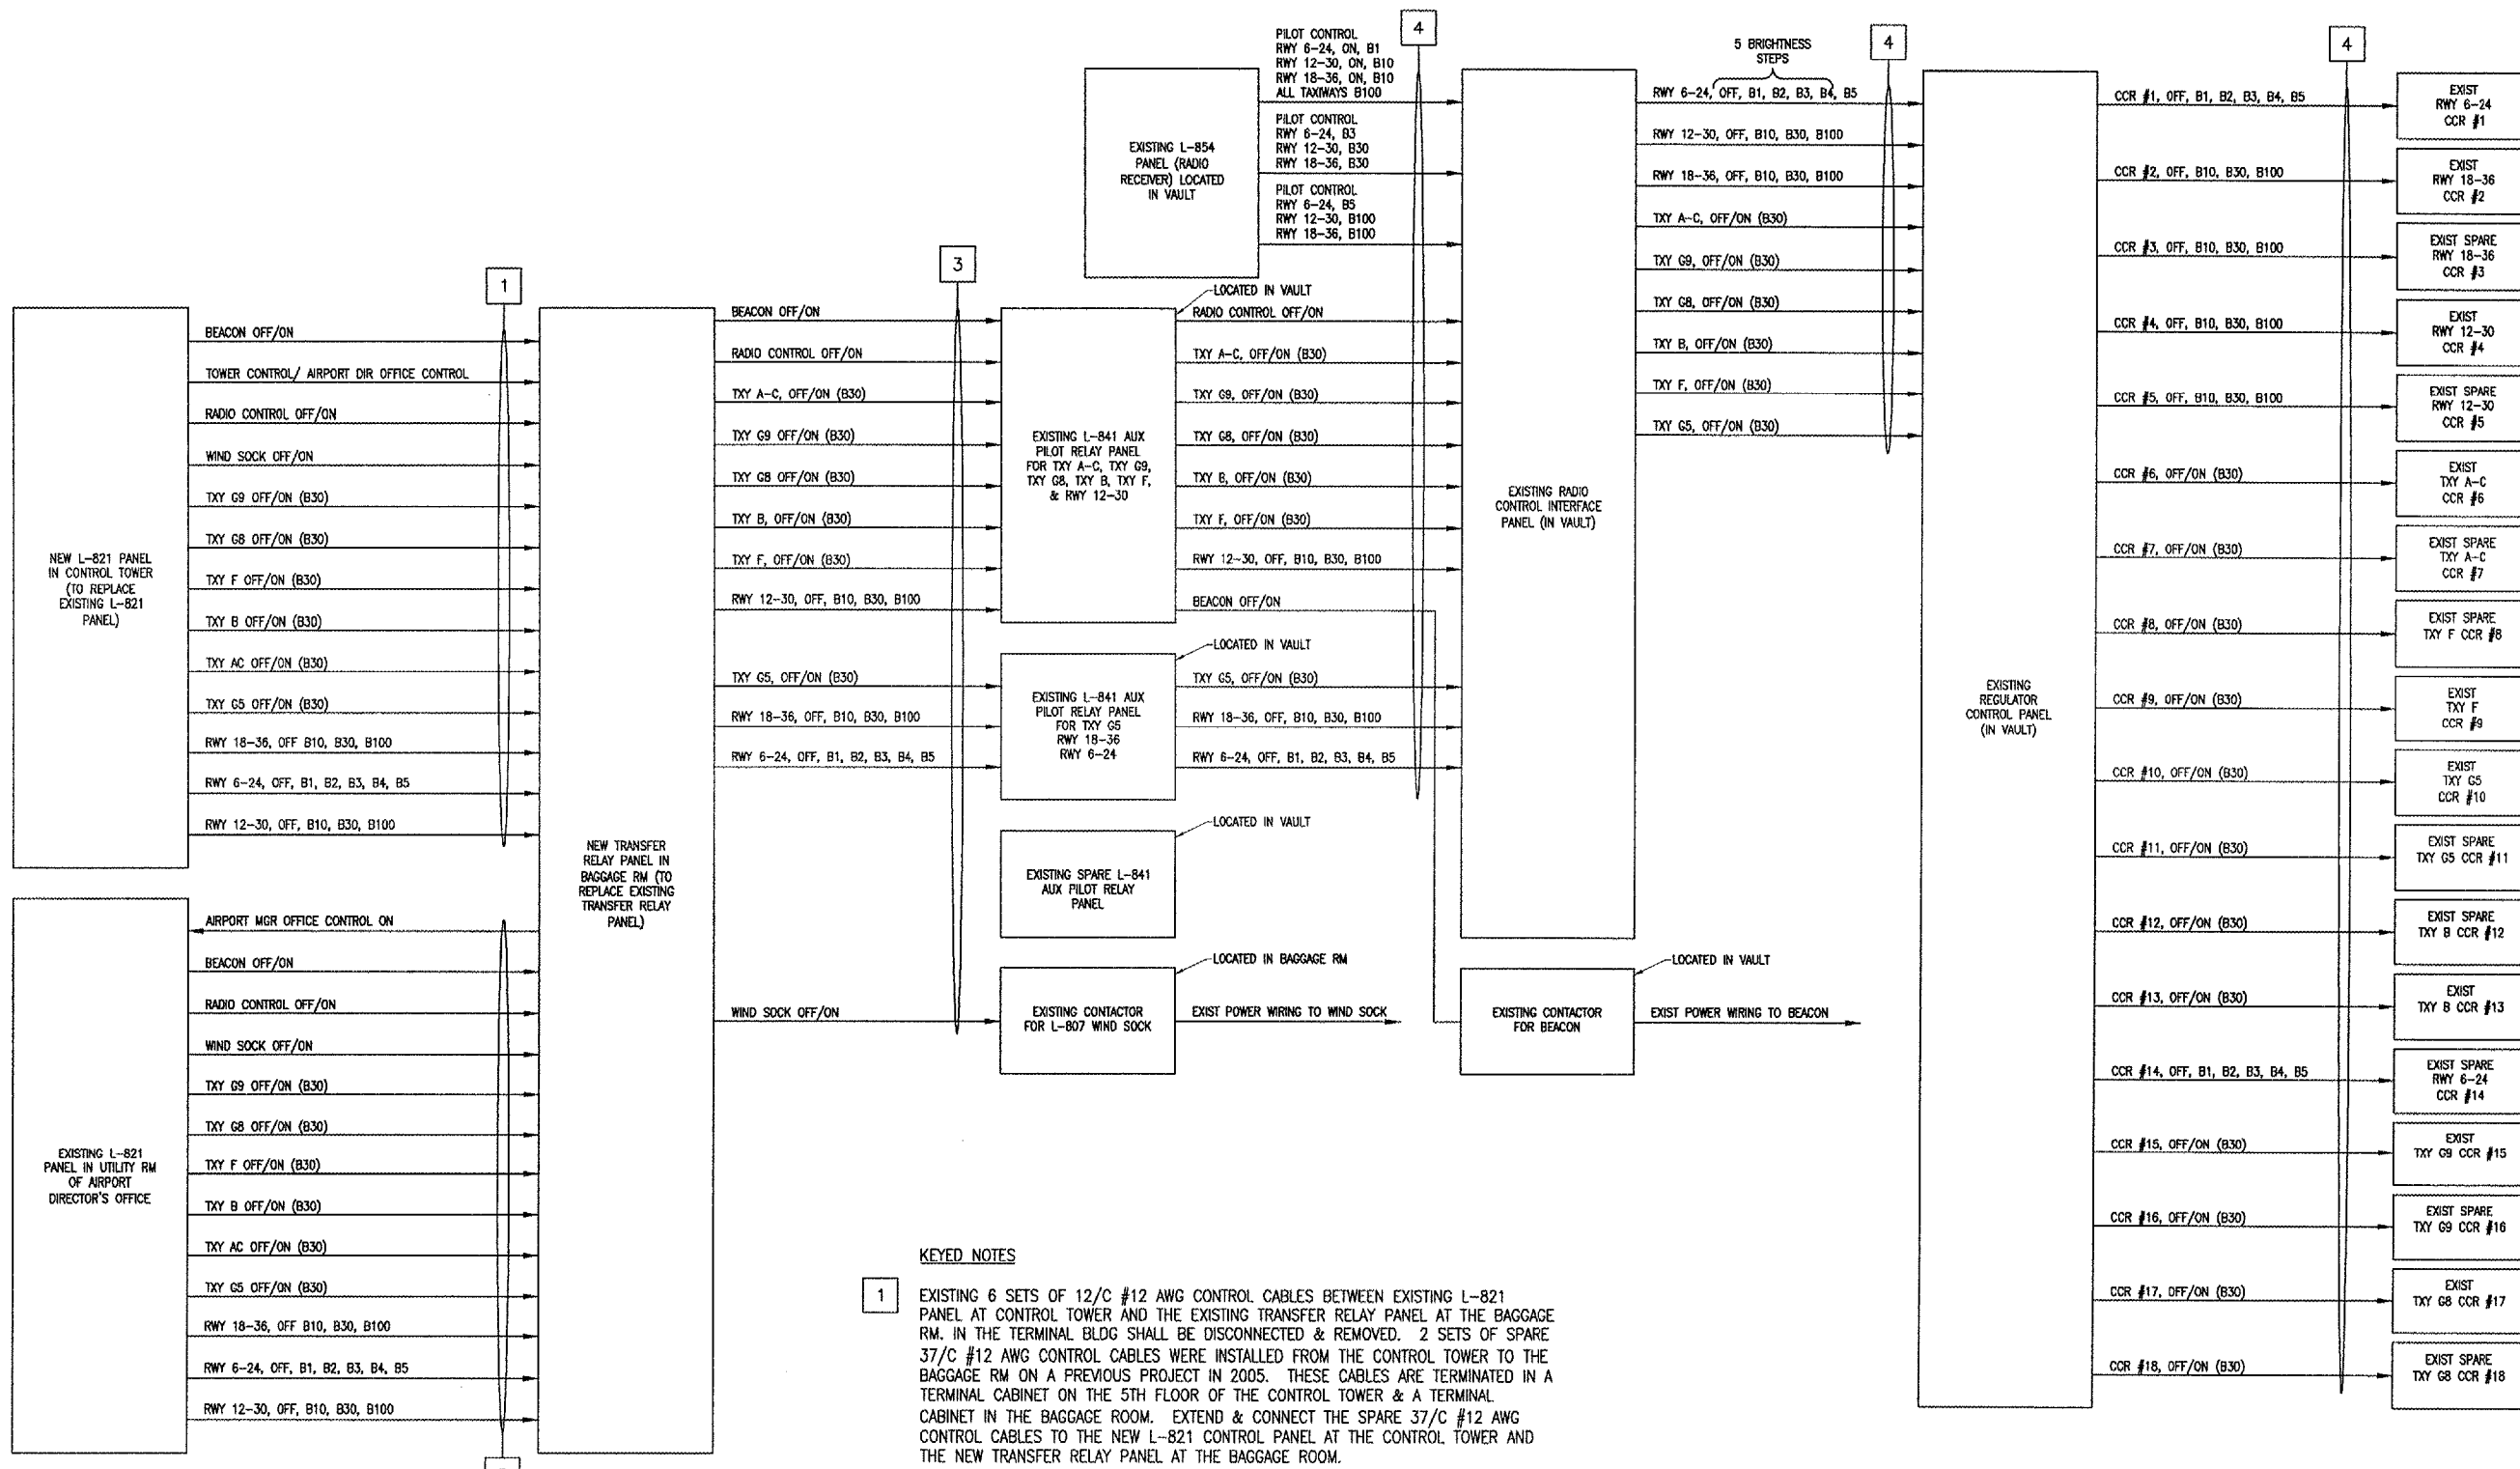 NEW L-821 PANEL
IN CONTROL TOWER
(TO REPLACE
EXISTING L-821
PANEL)
1
BEACON OFF/ON
TOWER CONTROL/ AIRPORT DIR OFFICE CONTROL
RADIO CONTROL OFF/ON
WIND SOCK OFF/ON
TXY G9 OFF/ON (B30)
TXY G8 OFF/ON (B30)
TXY F OFF/ON (B30)
TXY B OFF/ON (B30)
TXY AC OFF/ON (B30)
TXY G5 OFF/ON (B30)
RWY 18-36, OFF B10, B30, B100
RWY 6-24, OFF, B1, B2, B3, B4, B5
RWY 12-30, OFF, B10, B30, B100
EXISTING L-821
PANEL IN UTILITY RM
OF AIRPORT
DIRECTOR'S OFFICE
AIRPORT MGR OFFICE CONTROL ON
BEACON OFF/ON
RADIO CONTROL OFF/ON
WIND SOCK OFF/ON
TXY G9 OFF/ON (B30)
TXY G8 OFF/ON (B30)
TXY F OFF/ON (B30)
TXY B OFF/ON (B30)
TXY AC OFF/ON (B30)
TXY G5 OFF/ON (B30)
RWY 18-36, OFF B10, B30, B100
RWY 6-24, OFF, B1, B2, B3, B4, B5
RWY 12-30, OFF, B10, B30, B100
NEW TRANSFER
RELAY PANEL IN
BAGGAGE RM (TO
REPLACE EXISTING
TRANSFER RELAY
PANEL)
3
BEACON OFF/ON
RADIO CONTROL OFF/ON
TXY A-C, OFF/ON (B30)
TXY G9 OFF/ON (B30)
TXY G8 OFF/ON (B30)
TXY B, OFF/ON (B30)
TXY F, OFF/ON (B30)
RWY 12-30, OFF, B10, B30, B100
TXY G5, OFF/ON (B30)
RWY 18-36, OFF, B10, B30, B100
RWY 6-24, OFF, B1, B2, B3, B4, B5
WIND SOCK OFF/ON
EXISTING L-854
PANEL (RADIO
RECEIVER) LOCATED
IN VAULT
PILOT CONTROL
RWY 6-24, ON, B1
RWY 12-30, ON, B10
RWY 18-36, ON, B10
ALL TAXIWAYS B100
PILOT CONTROL
RWY 6-24, B3
RWY 12-30, B30
RWY 18-36, B30
PILOT CONTROL
RWY 6-24, B5
RWY 12-30, B100
RWY 18-36, B100
4
LOCATED IN VAULT
EXISTING L-841 AUX
PILOT RELAY PANEL
FOR TXY A-C, TXY G9,
TXY G8, TXY B, TXY F,
& RWY 12-30
RADIO CONTROL OFF/ON
TXY A-C, OFF/ON (B30)
TXY G9, OFF/ON (B30)
TXY G8, OFF/ON (B30)
TXY B, OFF/ON (B30)
TXY F, OFF/ON (B30)
RWY 12-30, OFF, B10, B30, B100
BEACON OFF/ON
LOCATED IN VAULT
EXISTING L-841 AUX
PILOT RELAY PANEL
FOR TXY G5
RWY 18-36
RWY 6-24
TXY G5, OFF/ON (B30)
RWY 18-36, OFF, B10, B30, B100
RWY 6-24, OFF, B1, B2, B3, B4, B5
LOCATED IN VAULT
EXISTING SPARE L-841
AUX PILOT RELAY
PANEL
LOCATED IN BAGGAGE RM
EXISTING CONTACTOR
FOR L-807 WIND SOCK
EXIST POWER WIRING TO WIND SOCK
EXISTING RADIO
CONTROL INTERFACE
PANEL (IN VAULT)
LOCATED IN VAULT
EXISTING CONTACTOR
FOR BEACON
EXIST POWER WIRING TO BEACON
5 BRIGHTNESS
STEPS
4
RWY 6-24, OFF, B1, B2, B3, B4, B5
RWY 12-30, OFF, B10, B30, B100
RWY 18-36, OFF, B10, B30, B100
TXY A-C, OFF/ON (B30)
TXY G9, OFF/ON (B30)
TXY G8, OFF/ON (B30)
TXY B, OFF/ON (B30)
TXY F, OFF/ON (B30)
TXY G5, OFF/ON (B30)
EXISTING
REGULATOR
CONTROL PANEL
(IN VAULT)
4
CCR #1, OFF, B1, B2, B3, B4, B5
CCR #2, OFF, B10, B30, B100
CCR #3, OFF, B10, B30, B100
CCR #4, OFF, B10, B30, B100
CCR #5, OFF, B10, B30, B100
CCR #6, OFF/ON (B30)
CCR #7, OFF/ON (B30)
CCR #8, OFF/ON (B30)
CCR #9, OFF/ON (B30)
CCR #10, OFF/ON (B30)
CCR #11, OFF/ON (B30)
CCR #12, OFF/ON (B30)
CCR #13, OFF/ON (B30)
CCR #14, OFF, B1, B2, B3, B4, B5
CCR #15, OFF/ON (B30)
CCR #16, OFF/ON (B30)
CCR #17, OFF/ON (B30)
CCR #18, OFF/ON (B30)
EXIST
RWY 6-24
CCR #1
EXIST
RWY 18-36
CCR #2
EXIST SPARE
RWY 18-36
CCR #3
EXIST
RWY 12-30
CCR #4
EXIST SPARE
RWY 12-30
CCR #5
EXIST
TXY A-C
CCR #6
EXIST SPARE
TXY A-C
CCR #7
EXIST SPARE
TXY F CCR #8
EXIST
TXY F
CCR #9
EXIST
TXY G5
CCR #10
EXIST SPARE
TXY G5 CCR #11
EXIST SPARE
TXY B CCR #12
EXIST
TXY B CCR #13
EXIST SPARE
RWY 6-24
CCR #14
EXIST
TXY G9 CCR #15
EXIST SPARE
TXY G9 CCR #16
EXIST
TXY G8 CCR #17
EXIST SPARE
TXY G8 CCR #18
KEYED NOTES
1
EXISTING 6 SETS OF 12/C #12 AWG CONTROL CABLES BETWEEN EXISTING L-821
PANEL AT CONTROL TOWER AND THE EXISTING TRANSFER RELAY PANEL AT THE BAGGAGE
RM. IN THE TERMINAL BLDG SHALL BE DISCONNECTED & REMOVED. 2 SETS OF SPARE
37/C #12 AWG CONTROL CABLES WERE INSTALLED FROM THE CONTROL TOWER TO THE
BAGGAGE RM ON A PREVIOUS PROJECT IN 2005. THESE CABLES ARE TERMINATED IN A
TERMINAL CABINET ON THE 5TH FLOOR OF THE CONTROL TOWER & A TERMINAL
CABINET IN THE BAGGAGE ROOM. EXTEND & CONNECT THE SPARE 37/C #12 AWG
CONTROL CABLES TO THE NEW L-821 CONTROL PANEL AT THE CONTROL TOWER AND
THE NEW TRANSFER RELAY PANEL AT THE BAGGAGE ROOM.